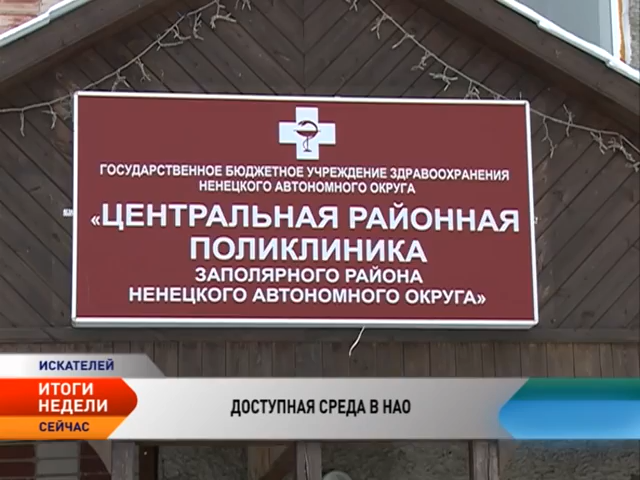 ГОСУДАРСТВЕННОЕ БЮДЖЕТНОЕ УЧРЕЖДЕНИЕ ЗДРАВООХРАНЕНИЯ
НЕНЕЦКОГО АВТОНОМНОГО ОКРУГА
«ЦЕНТРАЛЬНАЯ РАЙОННАЯ
ПОЛИКЛИНИКА
ЗАПОЛЯРНОГО РАЙОНА
НЕНЕЦКОГО АВТОНОМНОГО ОКРУГА»
ИСКАТЕЛЕЙ
ИТОГИ
НЕДЕЛИ
СЕЙЧАС
ДОСТУПНАЯ СРЕДА В НАО